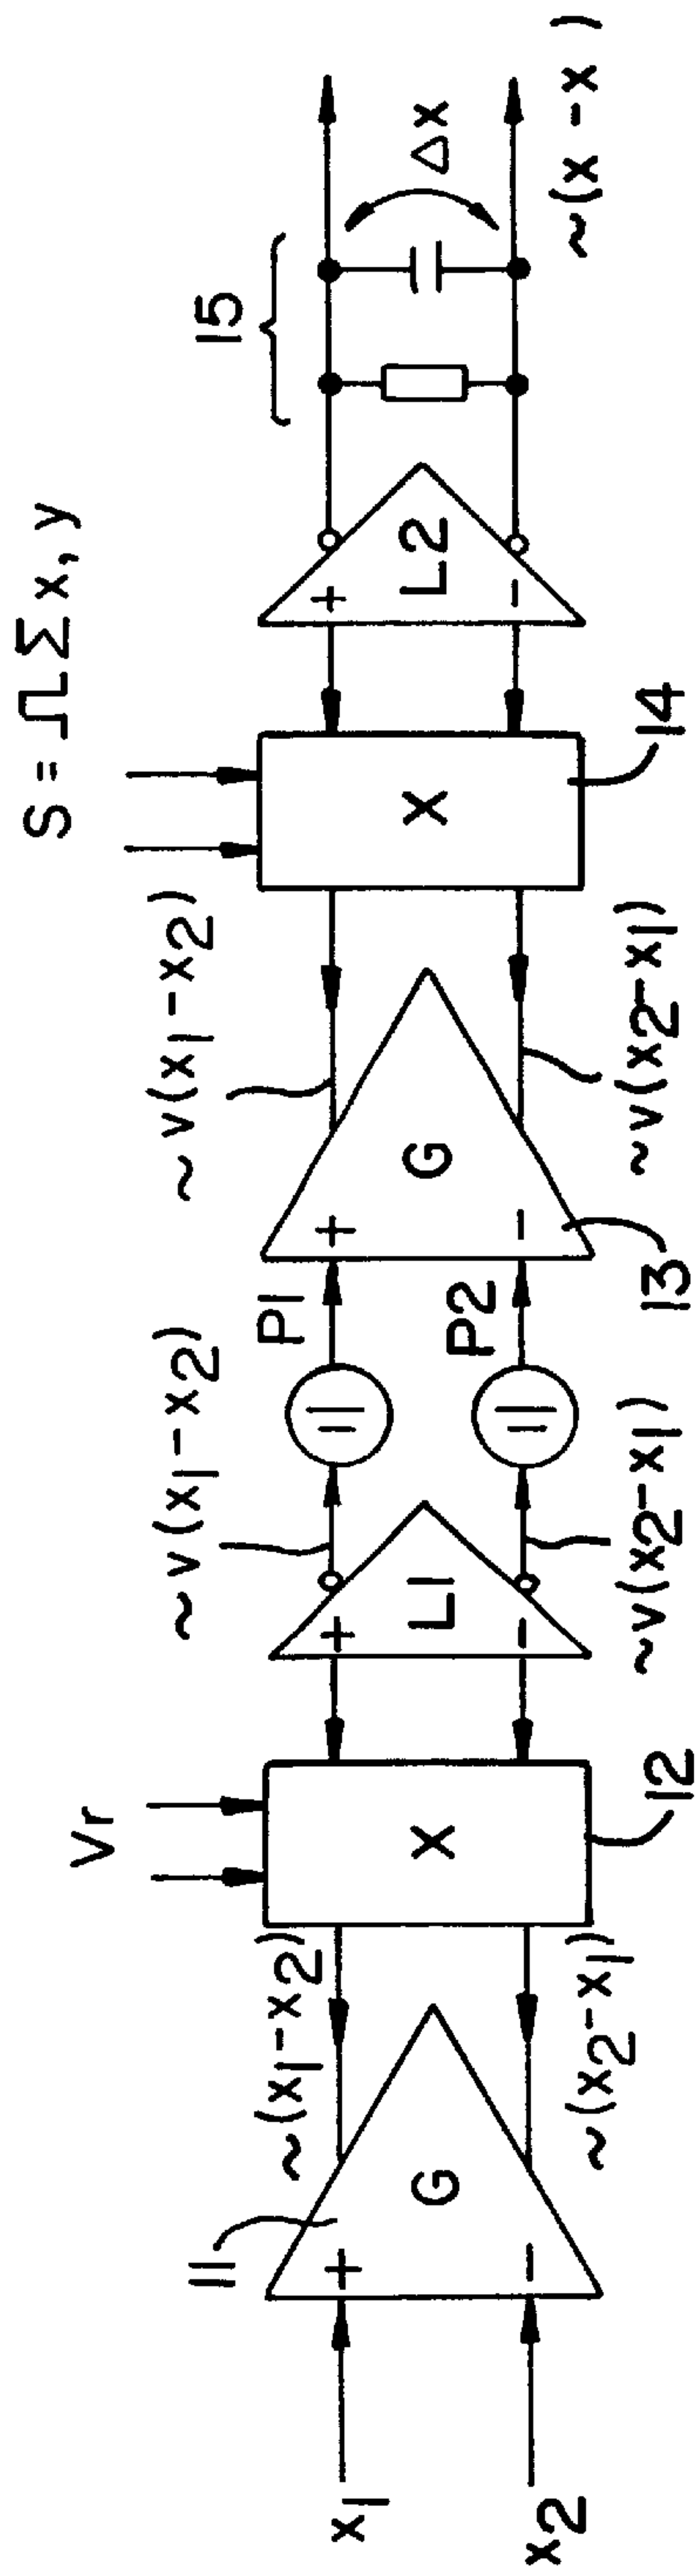 S = ΩΣ x, y
Vr
~(x₁-x₂)
~v(x₁-x₂)
~v(x₁-x₂)
15
11
P1
Δx
x₁
+
+
+
+
G
X
L1
G
X
L2
x₂
−
−
−
−
P2
~(x₂-x₁)
12
~v(x₂-x₁)
13
~v(x₂-x₁)
14
~(x -x )